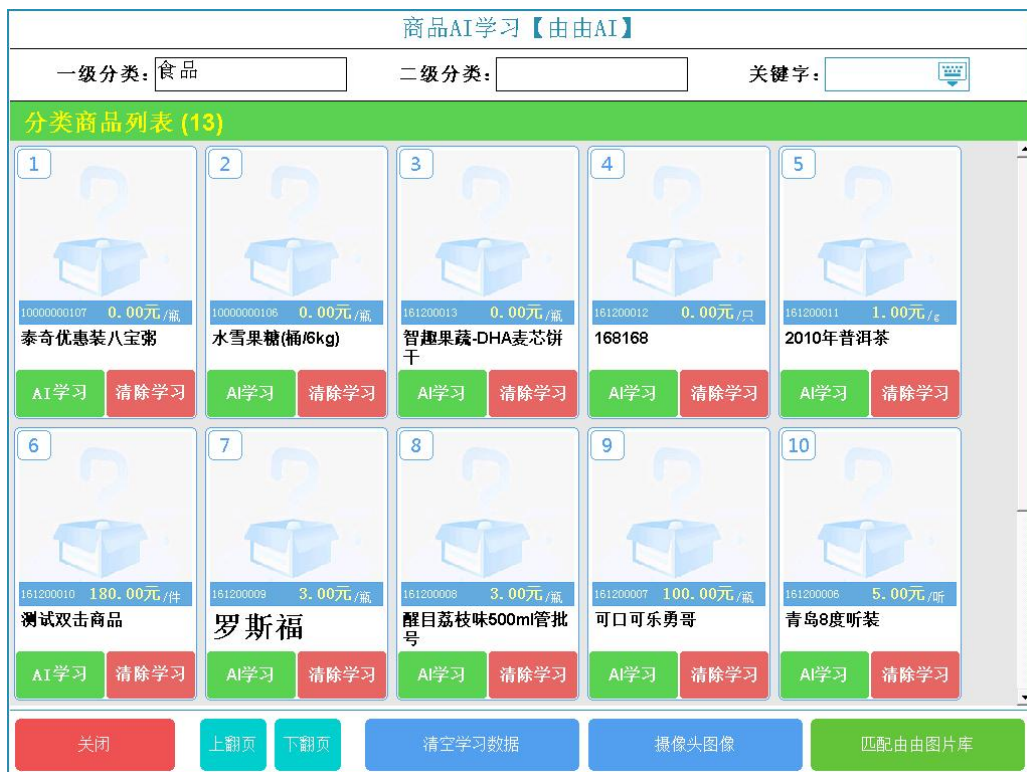 商品AI学习【由由AI】
一级分类: 食品 二级分类: 关键字:
分类商品列表 (13)
1 2 3 4 5
10000000107 0.00元/瓶 10000000106 0.00元/瓶 161200013 0.00元/瓶 161200012 0.00元/只 161200011 1.00元/g
泰奇优惠装八宝粥 水雪果糖(桶/6kg) 智趣果蔬-DHA麦芯饼干 168168 2010年普洱茶
AI学习 清除学习 AI学习 清除学习 AI学习 清除学习 AI学习 清除学习 AI学习 清除学习
6 7 8 9 10
161200010 180.00元/件 161200009 3.00元/瓶 161200008 3.00元/瓶 161200007 100.00元/瓶 161200006 5.00元/听
测试双击商品 罗斯福 醒目荔枝味500ml管批号 可口可乐勇哥 青岛8度听装
AI学习 清除学习 AI学习 清除学习 AI学习 清除学习 AI学习 清除学习 AI学习 清除学习
关闭 上翻页 下翻页 清空学习数据 摄像头图像 匹配由由图片库